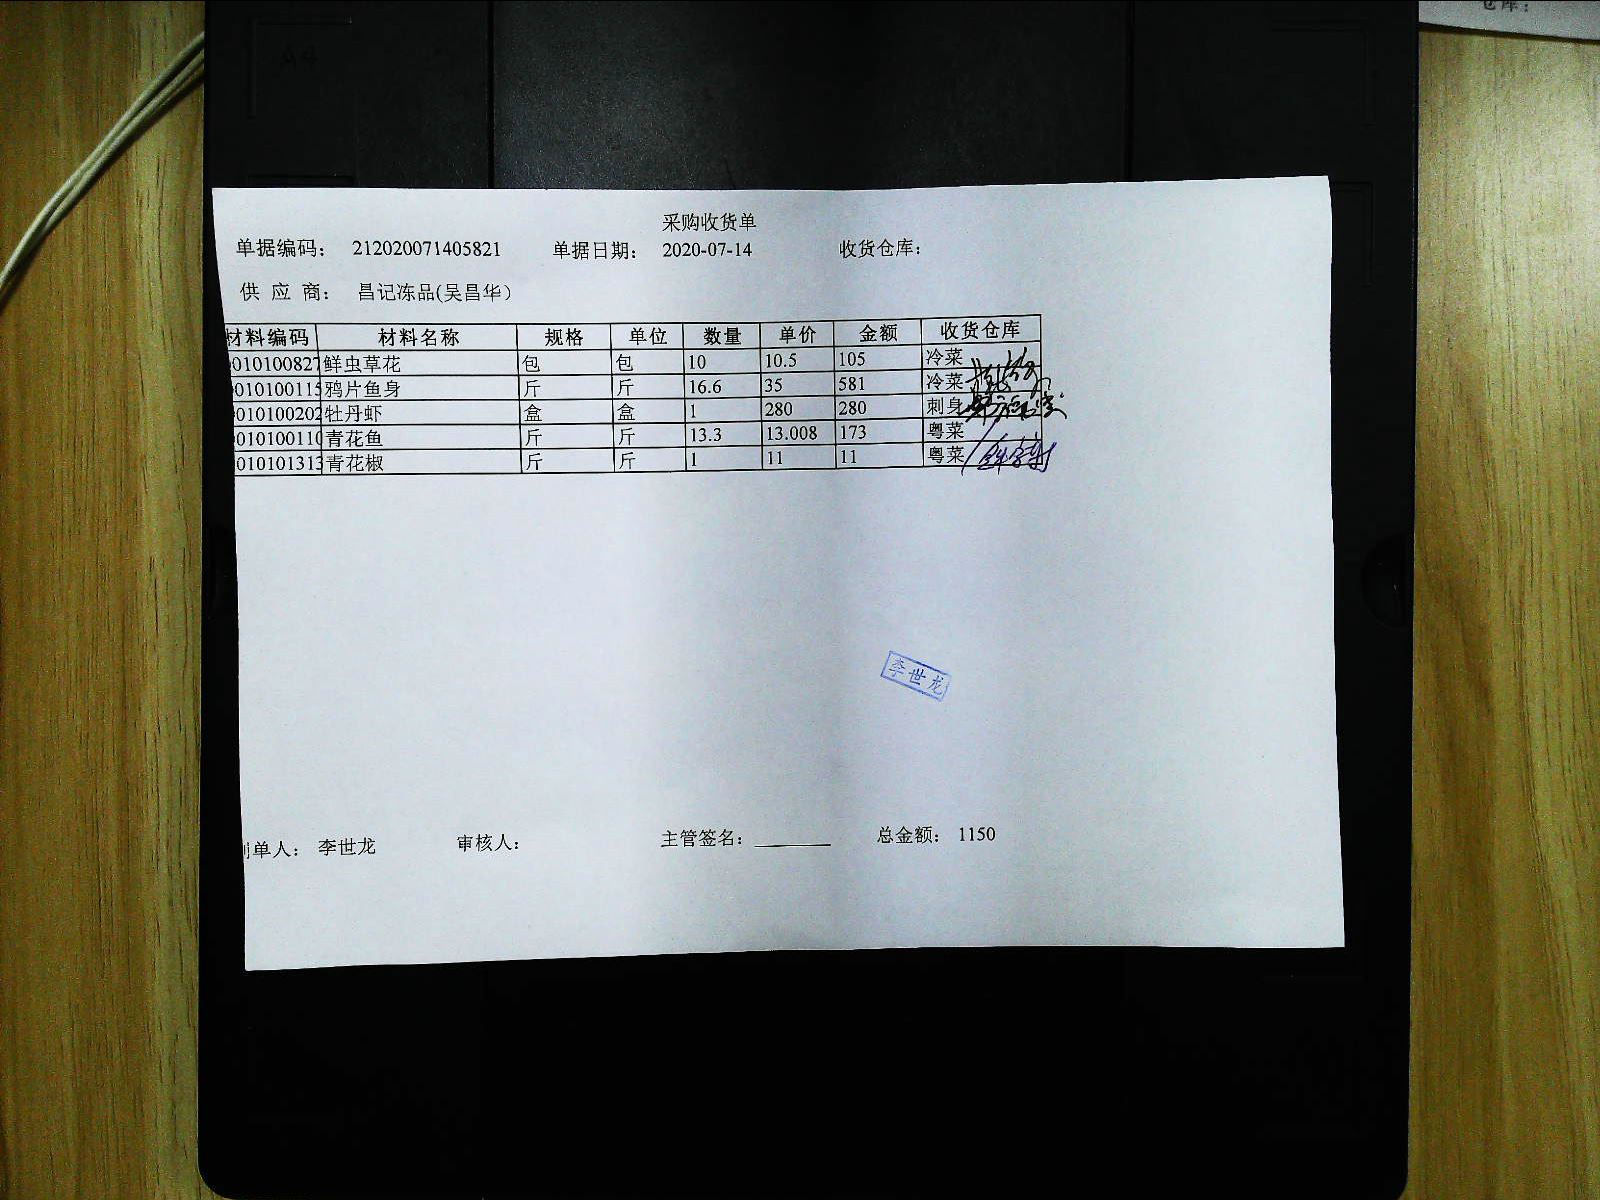 仓库：
A4
采购收货单
单据编码： 212020071405821 单据日期： 2020-07-14 收货仓库：
供 应 商： 昌记冻品(吴昌华）
材料编码 材料名称 规格 单位 数量 单价 金额 收货仓库
010100827 鲜虫草花 包 包 10 10.5 105 冷菜
010100115 鸦片鱼身 斤 斤 16.6 35 581 冷菜
010100202 牡丹虾 盒 盒 1 280 280 刺身
010100110 青花鱼 斤 斤 13.3 13.008 173 粤菜
010101313 青花椒 斤 斤 1 11 11 粤菜
李世龙
制单人： 李世龙 审核人： 主管签名： 总金额： 1150